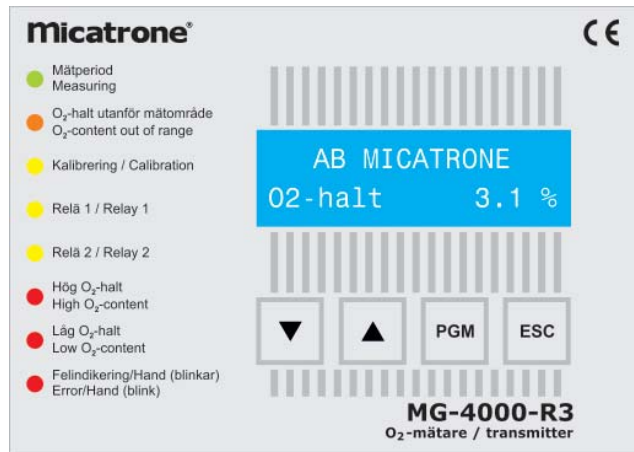 micatrone®
CE
Mätperiod
Measuring
O₂-halt utanför mätområde
O₂-content out of range
Kalibrering / Calibration
Relä 1 / Relay 1
Relä 2 / Relay 2
Hög O₂-halt
High O₂-content
Låg O₂-halt
Low O₂-content
Felindikering/Hand (blinkar)
Error/Hand (blink)
AB MICATRONE
O2-halt 3.1 %
▼ ▲ PGM ESC
MG-4000-R3
O₂-mätare / transmitter